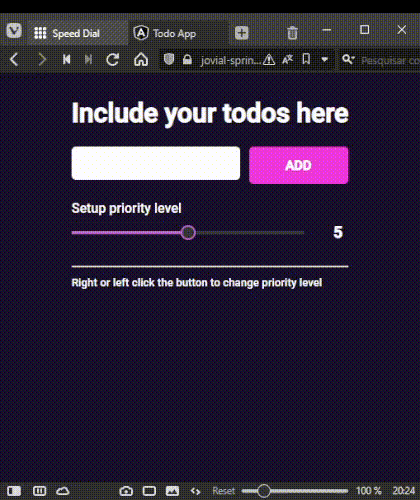 Speed Dial
Todo App
jovial-sprin...
Pesquisar co
Include your todos here
ADD
Setup priority level
5
Right or left click the button to change priority level
Reset
100 %
20:24